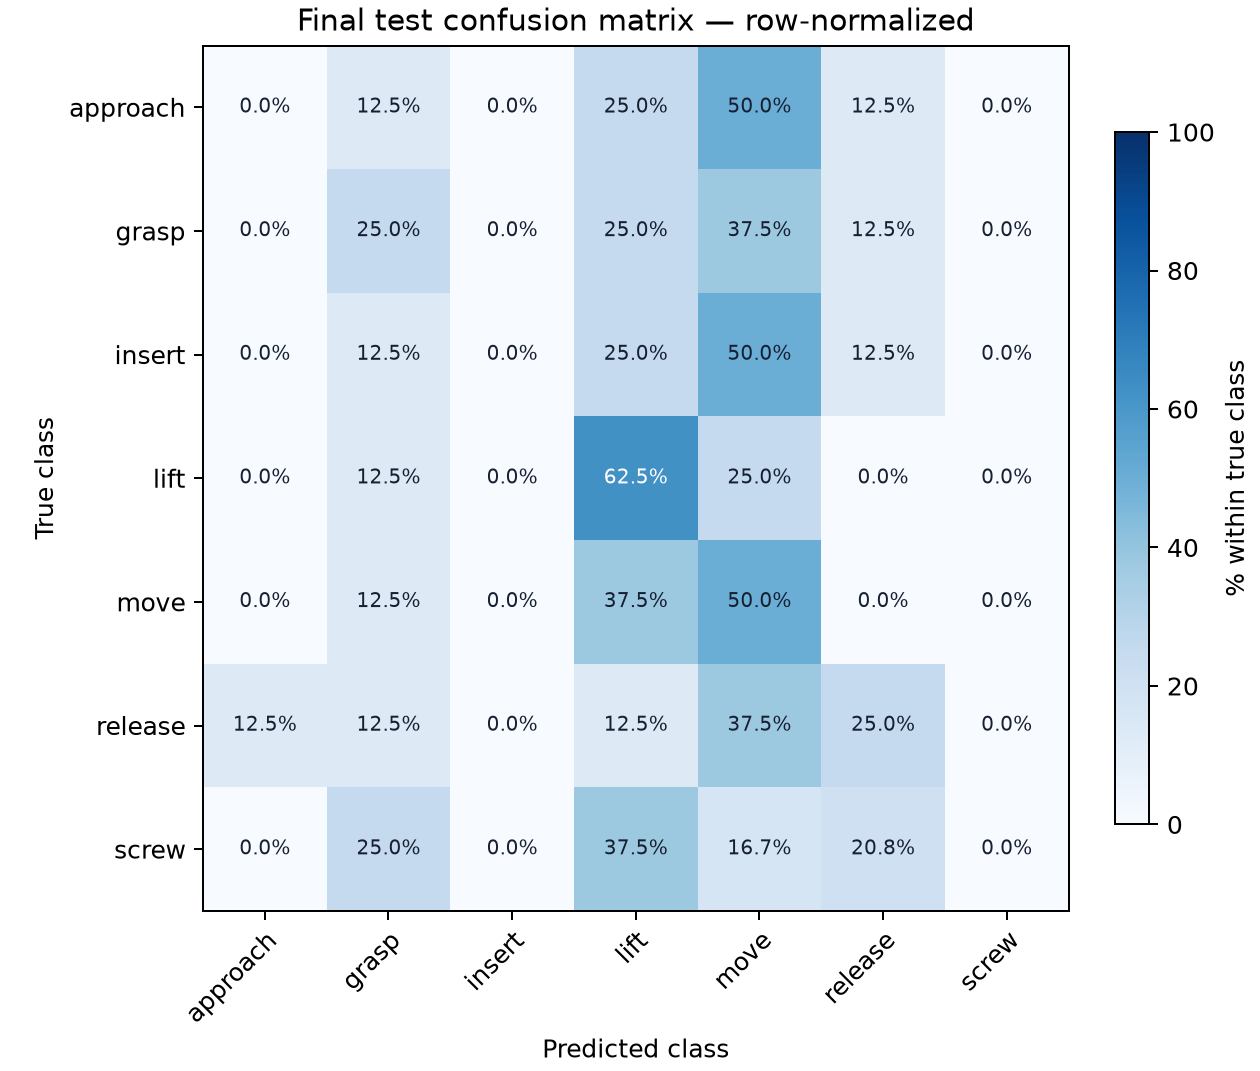 Final test confusion matrix — row-normalized
approach 0.0% 12.5% 0.0% 25.0% 50.0% 12.5% 0.0%
grasp 0.0% 25.0% 0.0% 25.0% 37.5% 12.5% 0.0%
insert 0.0% 12.5% 0.0% 25.0% 50.0% 12.5% 0.0%
lift 0.0% 12.5% 0.0% 62.5% 25.0% 0.0% 0.0%
move 0.0% 12.5% 0.0% 37.5% 50.0% 0.0% 0.0%
release 12.5% 12.5% 0.0% 12.5% 37.5% 25.0% 0.0%
screw 0.0% 25.0% 0.0% 37.5% 16.7% 20.8% 0.0%
approach grasp insert lift move release screw
Predicted class
True class
100
80
60
40
20
0
% within true class